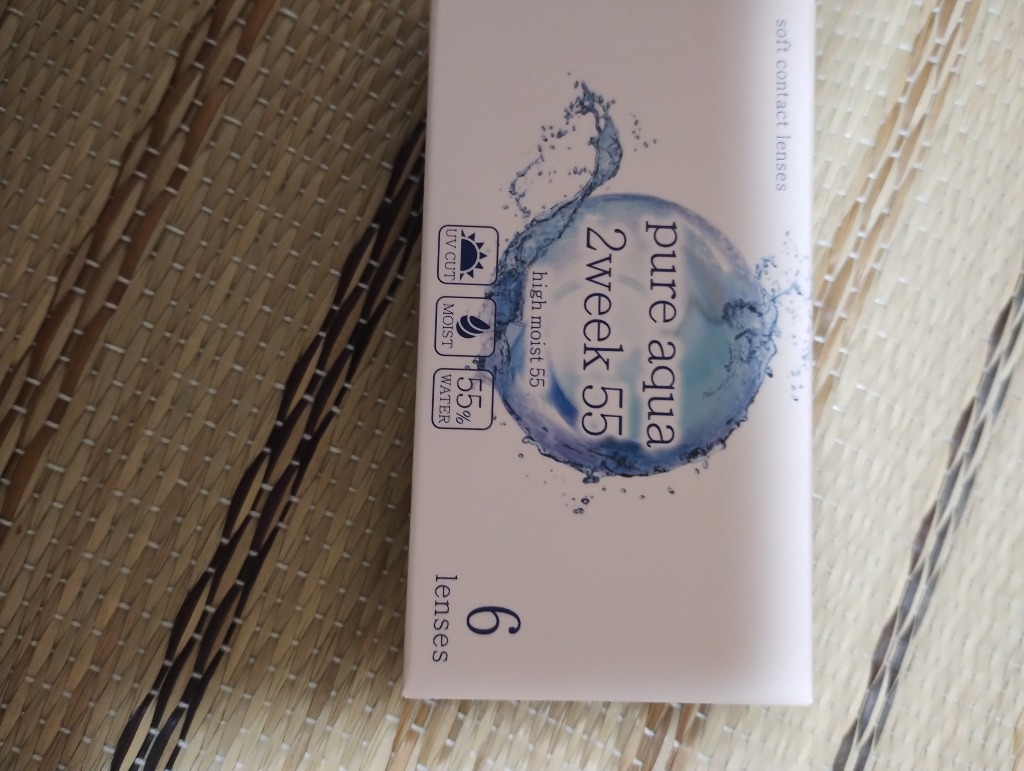 soft contact lenses
pure aqua
2week 55
high moist 55
UV CUT
MOIST
55%
WATER
6
lenses